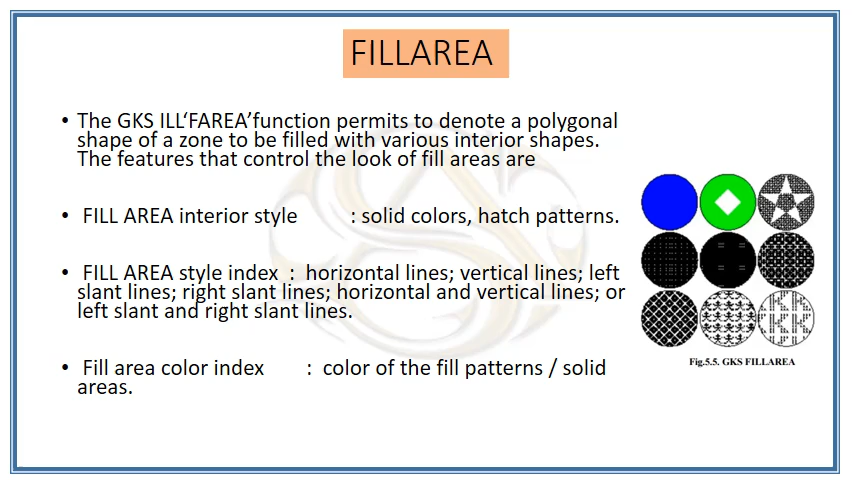 FILLAREA
• The GKS ILL‘FAREA’function permits to denote a polygonal
shape of a zone to be filled with various interior shapes.
The features that control the look of fill areas are
• FILL AREA interior style : solid colors, hatch patterns.
• FILL AREA style index : horizontal lines; vertical lines; left
slant lines; right slant lines; horizontal and vertical lines; or
left slant and right slant lines.
• Fill area color index : color of the fill patterns / solid
areas.
Fig.5.5. GKS FILLAREA